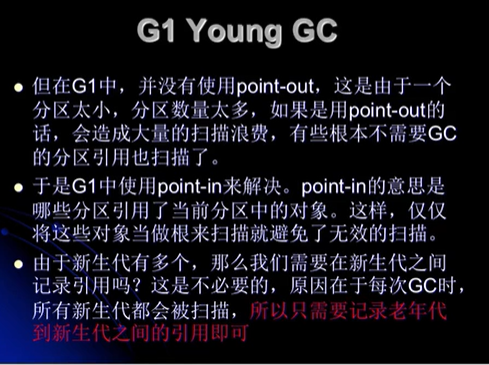 G1 Young GC
但在G1中，并没有使用point-out，这是由于一个
分区太小，分区数量太多，如果是用point-out的
话，会造成大量的扫描浪费，有些根本不需要GC
的分区引用也扫描了。
于是G1中使用point-in来解决。point-in的意思是
哪些分区引用了当前分区中的对象。这样，仅仅
将这些对象当做根来扫描就避免了无效的扫描。
由于新生代有多个，那么我们需要在新生代之间
记录引用吗？这是不必要的，原因在于每次GC时，
所有新生代都会被扫描，所以只需要记录老年代
到新生代之间的引用即可